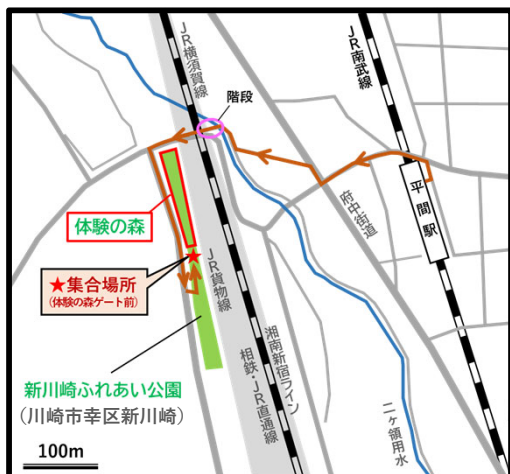 JR横須賀線
階段
JR南武線
平間駅
府中街道
体験の森
★集合場所
(体験の森ゲート前)
JR貨物線
湘南新宿ライン
相鉄・JR直通線
新川崎ふれあい公園
(川崎市幸区新川崎)
二ヶ領用水
100m